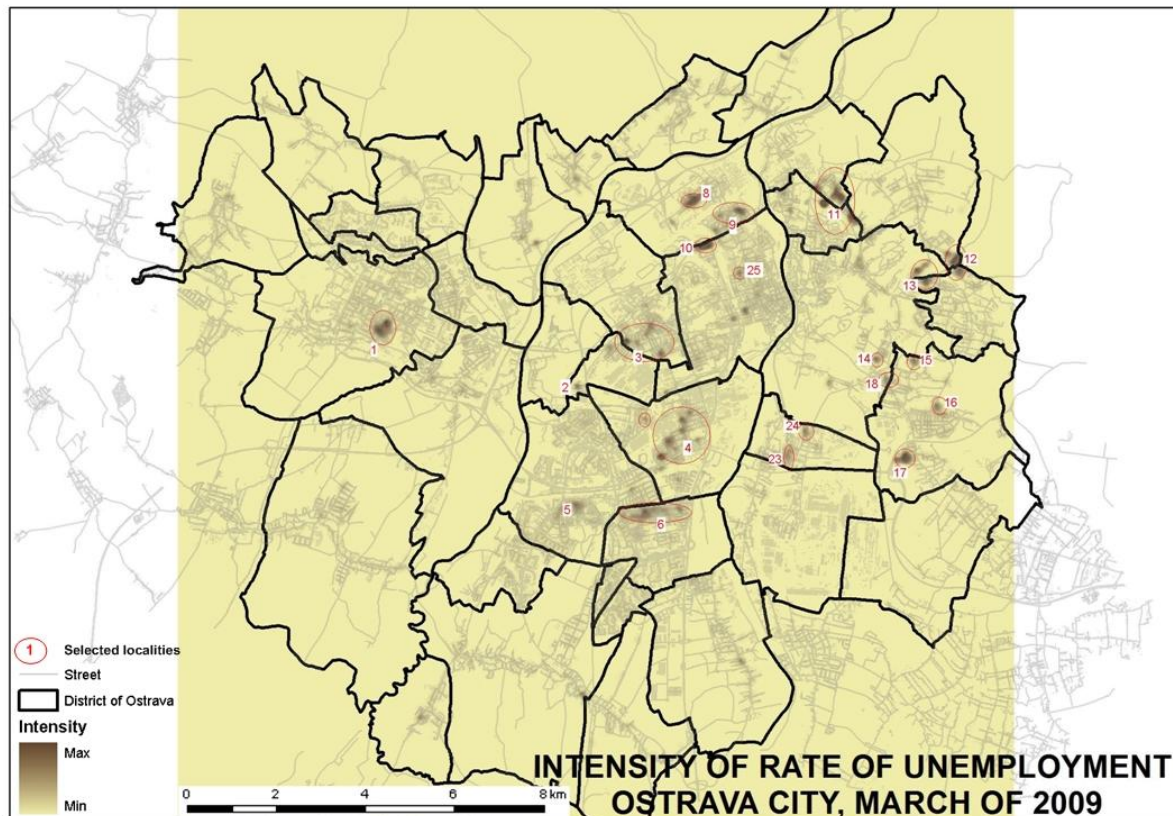 8
9
11
10
25
12
13
1
3
14
15
2
18
16
24
4
23
17
5
6
1 Selected localities
Street
District of Ostrava
Intensity
Max
Min
0 2 4 6 8 km
INTENSITY OF RATE OF UNEMPLOYMENT
OSTRAVA CITY, MARCH OF 2009